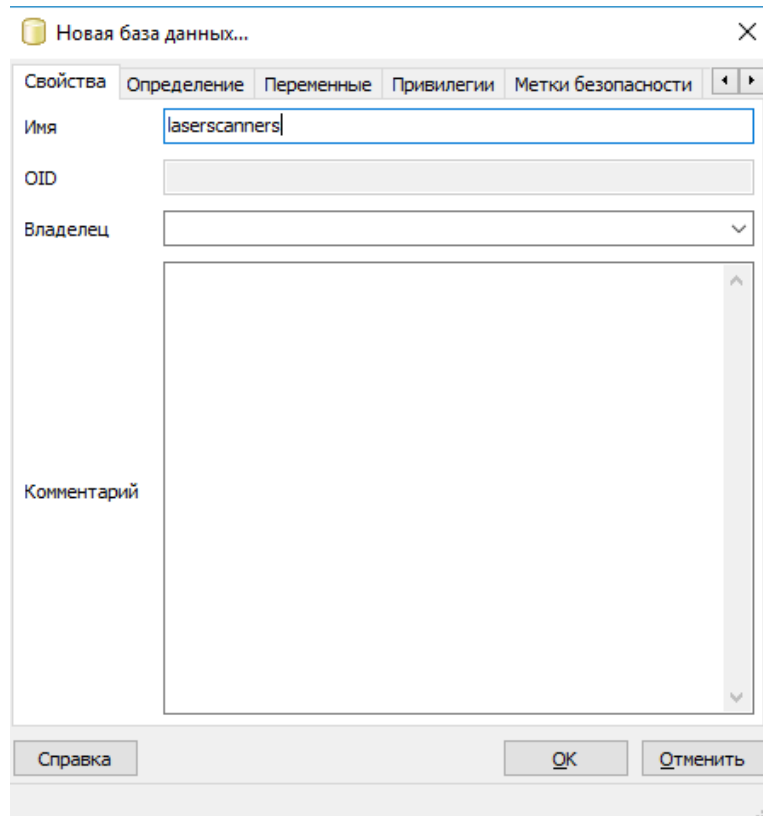 Новая база данных...
Свойства Определение Переменные Привилегии Метки безопасности
Имя laserscanners
OID
Владелец
Комментарий
Справка OK Отменить